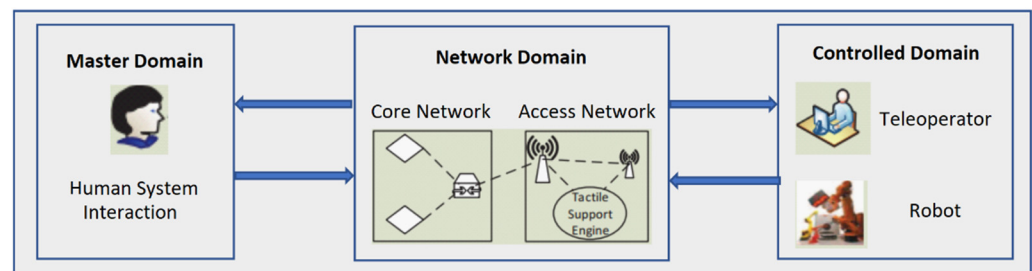 Master Domain
Human System
Interaction
Network Domain
Core Network
Access Network
Tactile
Support
Engine
Controlled Domain
Teleoperator
Robot